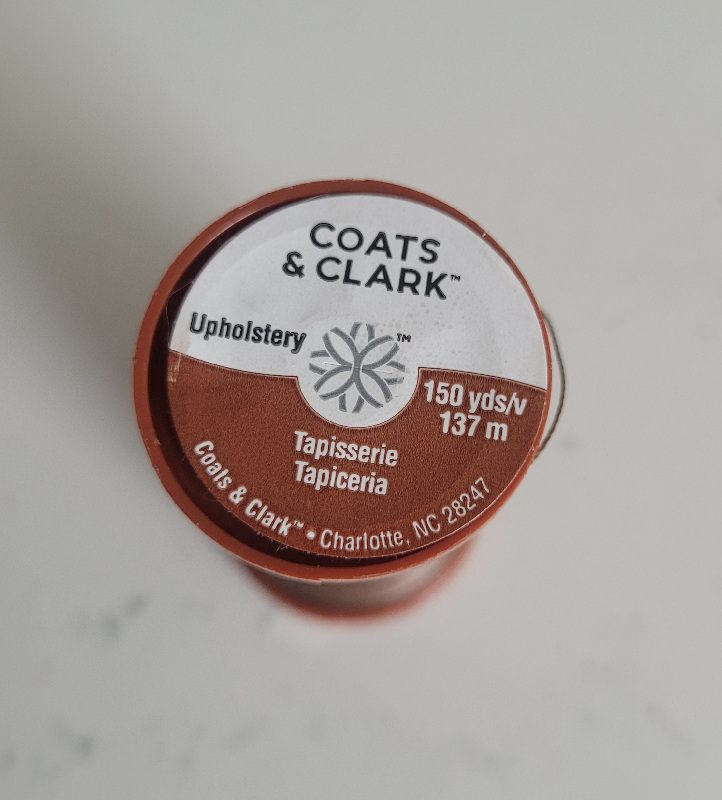 COATS
& CLARK™
Upholstery
™
150 yds/v
137 m
Tapisserie
Tapiceria
Coats & Clark™ • Charlotte, NC 28247